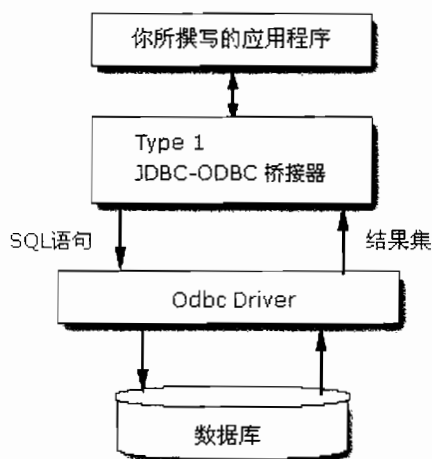 你所撰写的应用程序
Type 1
JDBC-ODBC 桥接器
SQL语句
结果集
Odbc Driver
数据库